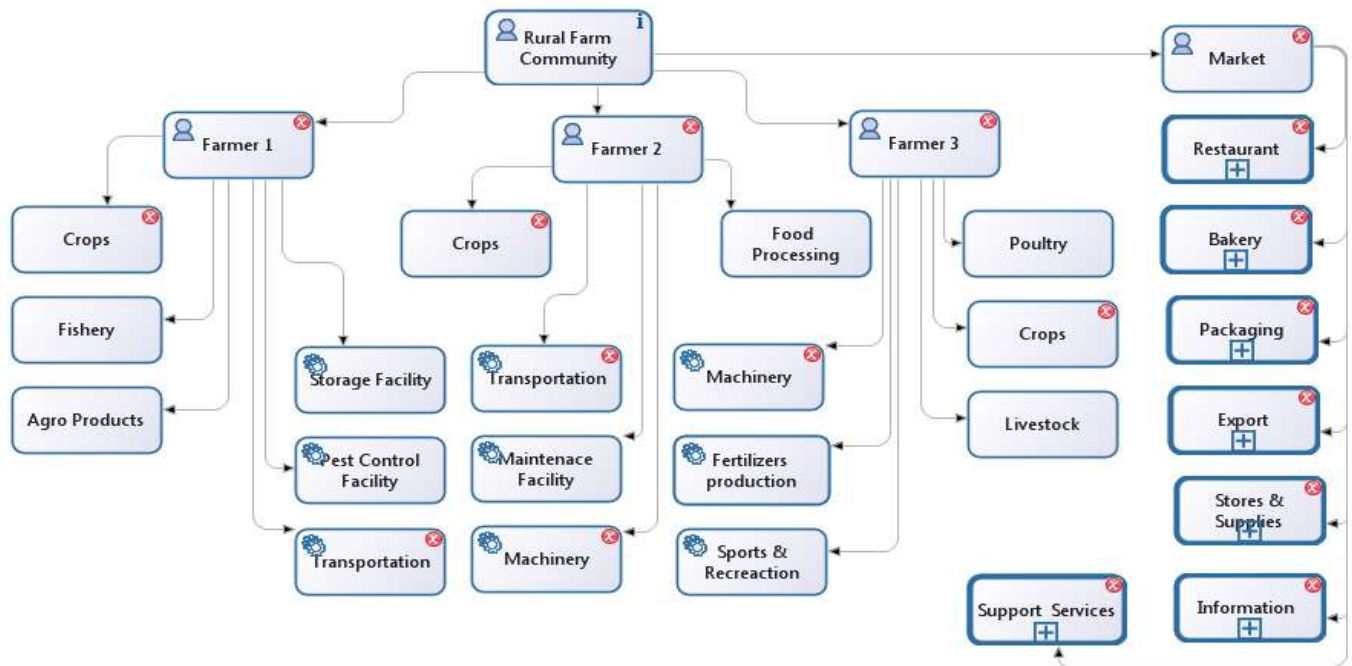 Rural Farm
Community
Market
Farmer 1
Farmer 2
Farmer 3
Restaurant
Crops
Crops
Food
Processing
Poultry
Bakery
Fishery
Storage Facility
Transportation
Machinery
Crops
Packaging
Agro Products
Pest Control
Facility
Maintenace
Facility
Fertilizers
production
Livestock
Export
Transportation
Machinery
Sports &
Recreaction
Stores &
Supplies
Support Services
Information